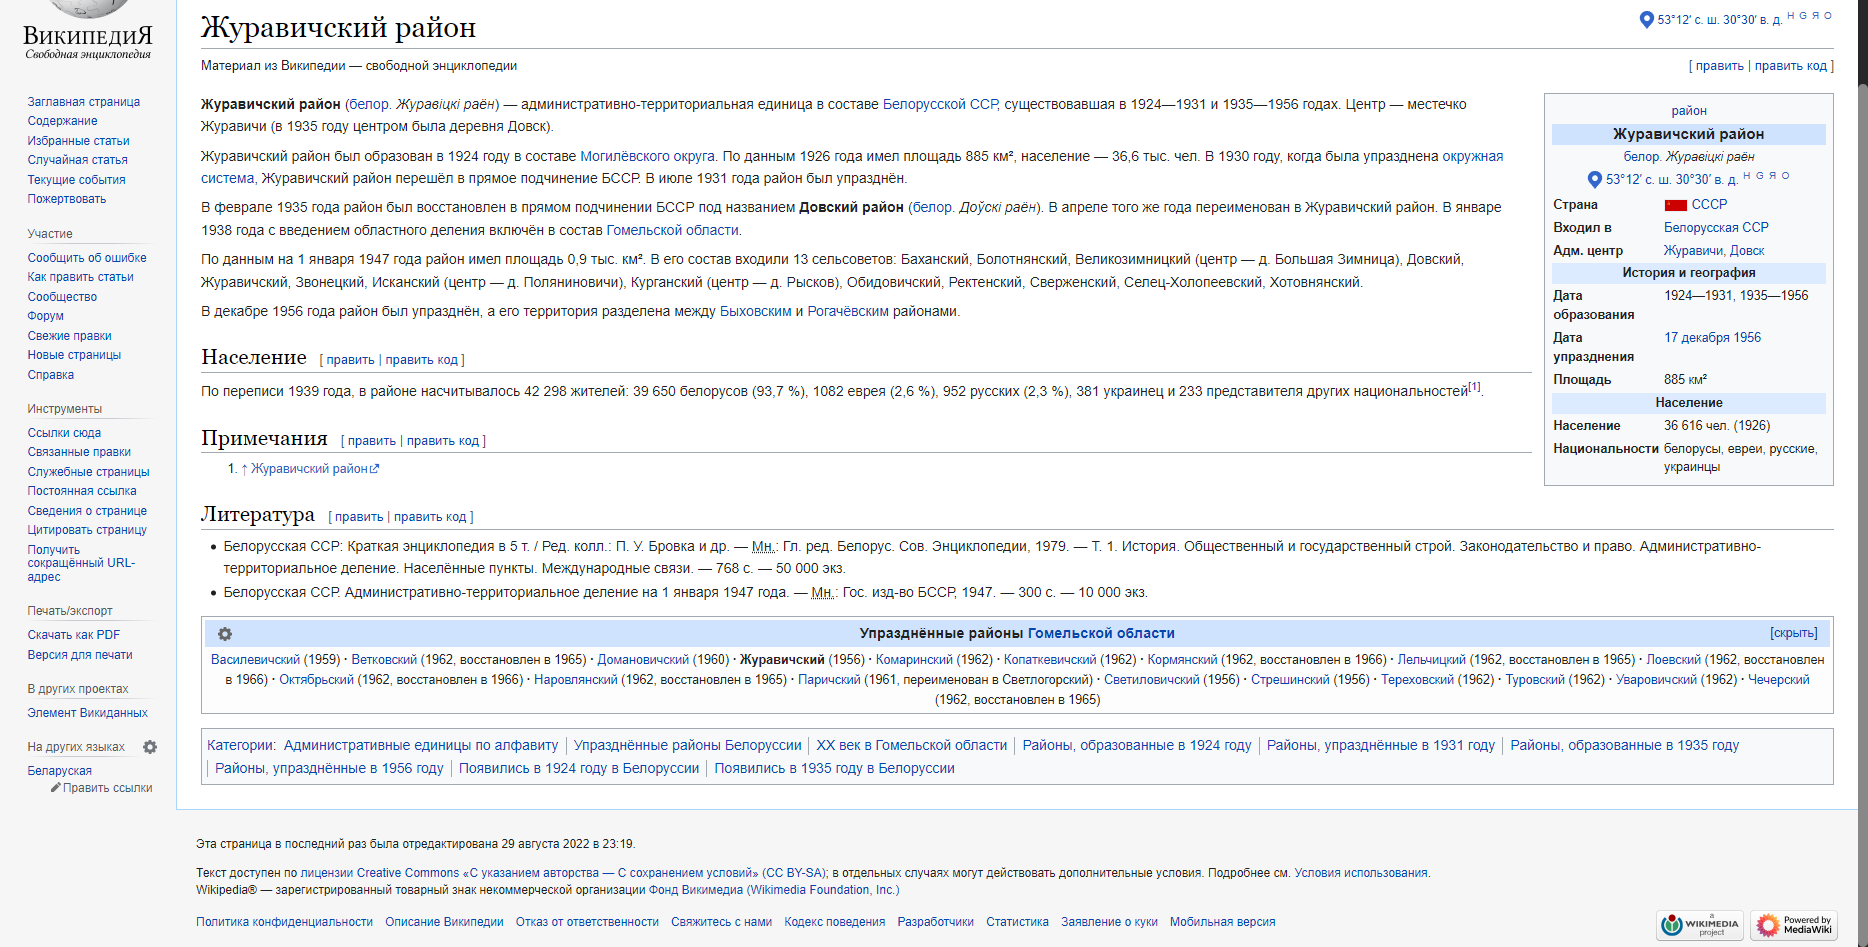 ВикипедиЯ
Свободная энциклопедия
Заглавная страница
Содержание
Избранные статьи
Случайная статья
Текущие события
Пожертвовать
Участие
Сообщить об ошибке
Как править статьи
Сообщество
Форум
Свежие правки
Новые страницы
Справка
Инструменты
Ссылки сюда
Связанные правки
Служебные страницы
Постоянная ссылка
Сведения о странице
Цитировать страницу
Получить
сокращённый URL-
адрес
Печать/экспорт
Скачать как PDF
Версия для печати
В других проектах
Элемент Викиданных
На других языках
Беларуская
Править ссылки
Журавичский район
53°12′ с. ш. 30°30′ в. д. H G Я O
Материал из Википедии — свободной энциклопедии
[ править | править код ]
Журавичский район (белор. Журавіцкі раён) — административно-территориальная единица в составе Белорусской ССР, существовавшая в 1924—1931 и 1935—1956 годах. Центр — местечко
Журавичи (в 1935 году центром была деревня Довск).
Журавичский район был образован в 1924 году в составе Могилёвского округа. По данным 1926 года имел площадь 885 км², население — 36,6 тыс. чел. В 1930 году, когда была упразднена окружная
система, Журавичский район перешёл в прямое подчинение БССР. В июле 1931 года район был упразднён.
В феврале 1935 года район был восстановлен в прямом подчинении БССР под названием Довский район (белор. Доўскі раён). В апреле того же года переименован в Журавичский район. В январе
1938 года с введением областного деления включён в состав Гомельской области.
По данным на 1 января 1947 года район имел площадь 0,9 тыс. км². В его состав входили 13 сельсоветов: Баханский, Болотнянский, Великозимницкий (центр — д. Большая Зимница), Довский,
Журавичский, Звонецкий, Исканский (центр — д. Поляниновичи), Курганский (центр — д. Рысков), Обидовичский, Ректенский, Сверженский, Селец-Холопеевский, Хотовнянский.
В декабре 1956 года район был упразднён, а его территория разделена между Быховским и Рогачёвским районами.
район
Журавичский район
белор. Журавіцкі раён
53°12′ с. ш. 30°30′ в. д. H G Я O
Страна СССР
Входил в Белорусская ССР
Адм. центр Журавичи, Довск
История и география
Дата 1924—1931, 1935—1956
образования
Дата 17 декабря 1956
упразднения
Площадь 885 км²
Население
Население 36 616 чел. (1926)
Национальности белорусы, евреи, русские,
украинцы
Население [ править | править код ]
По переписи 1939 года, в районе насчитывалось 42 298 жителей: 39 650 белорусов (93,7 %), 1082 еврея (2,6 %), 952 русских (2,3 %), 381 украинец и 233 представителя других национальностей[1].
Примечания [ править | править код ]
1. ↑ Журавичский район
Литература [ править | править код ]
• Белорусская ССР: Краткая энциклопедия в 5 т. / Ред. колл.: П. У. Бровка и др. — Мн.: Гл. ред. Белорус. Сов. Энциклопедии, 1979. — Т. 1. История. Общественный и государственный строй. Законодательство и право. Административно-
территориальное деление. Населённые пункты. Международные связи. — 768 с. — 50 000 экз.
• Белорусская ССР. Административно-территориальное деление на 1 января 1947 года. — Мн.: Гос. изд-во БССР, 1947. — 300 с. — 10 000 экз.
Упразднённые районы Гомельской области [скрыть]
Василевичский (1959) · Ветковский (1962, восстановлен в 1965) · Домановичский (1960) · Журавичский (1956) · Комаринский (1962) · Копаткевичский (1962) · Кормянский (1962, восстановлен в 1966) · Лельчицкий (1962, восстановлен в 1965) · Лоевский (1962, восстановлен
в 1966) · Октябрьский (1962, восстановлен в 1966) · Наровлянский (1962, восстановлен в 1965) · Паричский (1961, переименован в Светлогорский) · Светиловичский (1956) · Стрешинский (1956) · Тереховский (1962) · Туровский (1962) · Уваровичский (1962) · Чечерский
(1962, восстановлен в 1965)
Категории: Административные единицы по алфавиту | Упразднённые районы Белоруссии | XX век в Гомельской области | Районы, образованные в 1924 году | Районы, упразднённые в 1931 году | Районы, образованные в 1935 году
| Районы, упразднённые в 1956 году | Появились в 1924 году в Белоруссии | Появились в 1935 году в Белоруссии
Эта страница в последний раз была отредактирована 29 августа 2022 в 23:19.
Текст доступен по лицензии Creative Commons «С указанием авторства — С сохранением условий» (CC BY-SA); в отдельных случаях могут действовать дополнительные условия. Подробнее см. Условия использования.
Wikipedia® — зарегистрированный товарный знак некоммерческой организации Фонд Викимедиа (Wikimedia Foundation, Inc.)
Политика конфиденциальности Описание Википедии Отказ от ответственности Свяжитесь с нами Кодекс поведения Разработчики Статистика Заявление о куки Мобильная версия
a
WIKIMEDIA
project
Powered by
MediaWiki